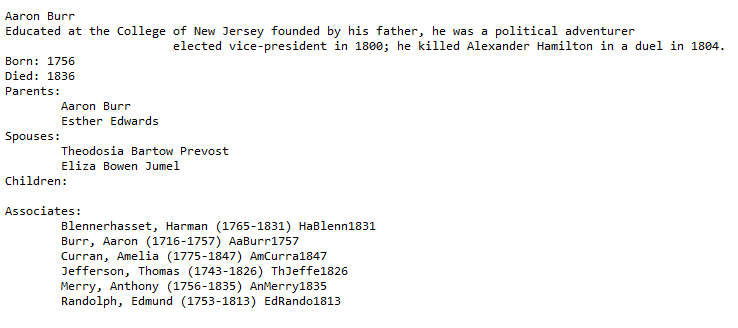 Aaron Burr
Educated at the College of New Jersey founded by his father, he was a political adventurer
elected vice-president in 1800; he killed Alexander Hamilton in a duel in 1804.
Born: 1756
Died: 1836
Parents:
Aaron Burr
Esther Edwards
Spouses:
Theodosia Bartow Prevost
Eliza Bowen Jumel
Children:
Associates:
Blennerhasset, Harman (1765-1831) HaBlenn1831
Burr, Aaron (1716-1757) AaBurr1757
Curran, Amelia (1775-1847) AmCurra1847
Jefferson, Thomas (1743-1826) ThJeffe1826
Merry, Anthony (1756-1835) AnMerry1835
Randolph, Edmund (1753-1813) EdRando1813